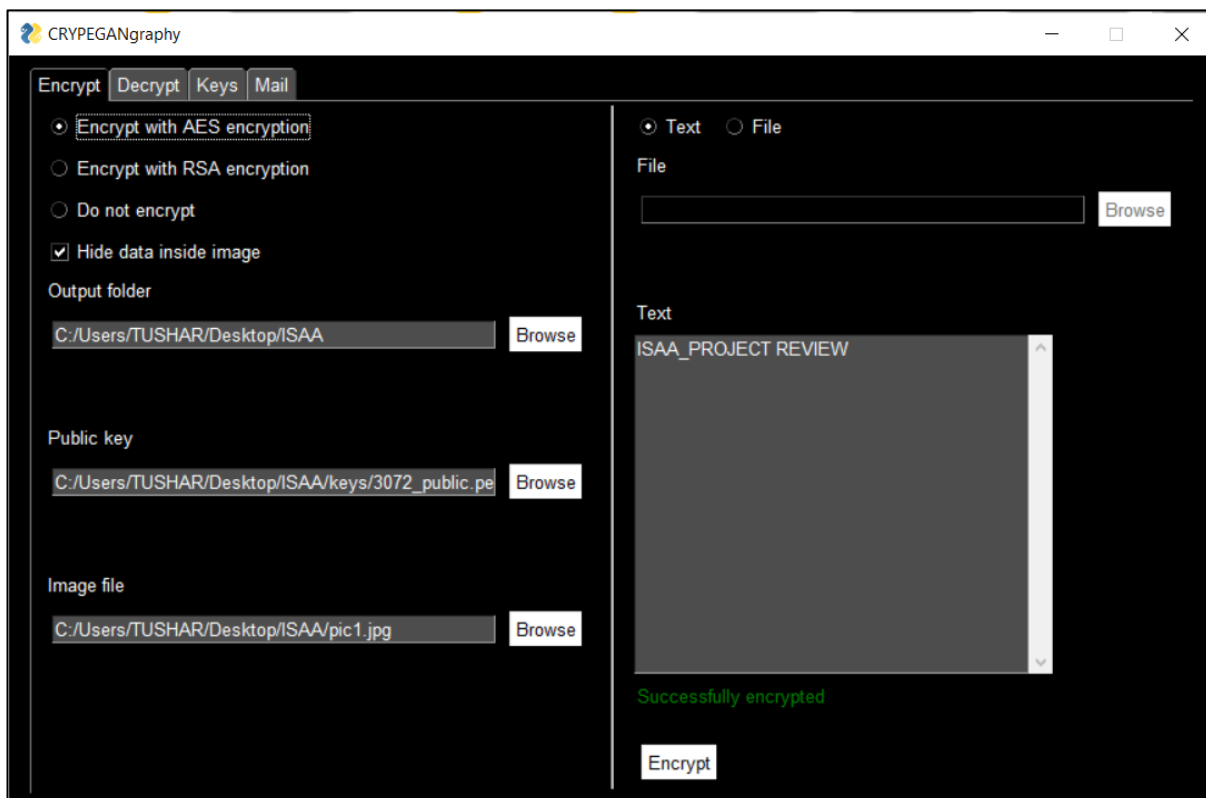 CRYPEGANgraphy
Encrypt Decrypt Keys Mail
Encrypt with AES encryption
Encrypt with RSA encryption
Do not encrypt
Hide data inside image
Output folder
C:/Users/TUSHAR/Desktop/ISAA Browse
Public key
C:/Users/TUSHAR/Desktop/ISAA/keys/3072_public.pe Browse
Image file
C:/Users/TUSHAR/Desktop/ISAA/pic1.jpg Browse
Text File
File
Browse
Text
ISAA_PROJECT REVIEW
Successfully encrypted
Encrypt